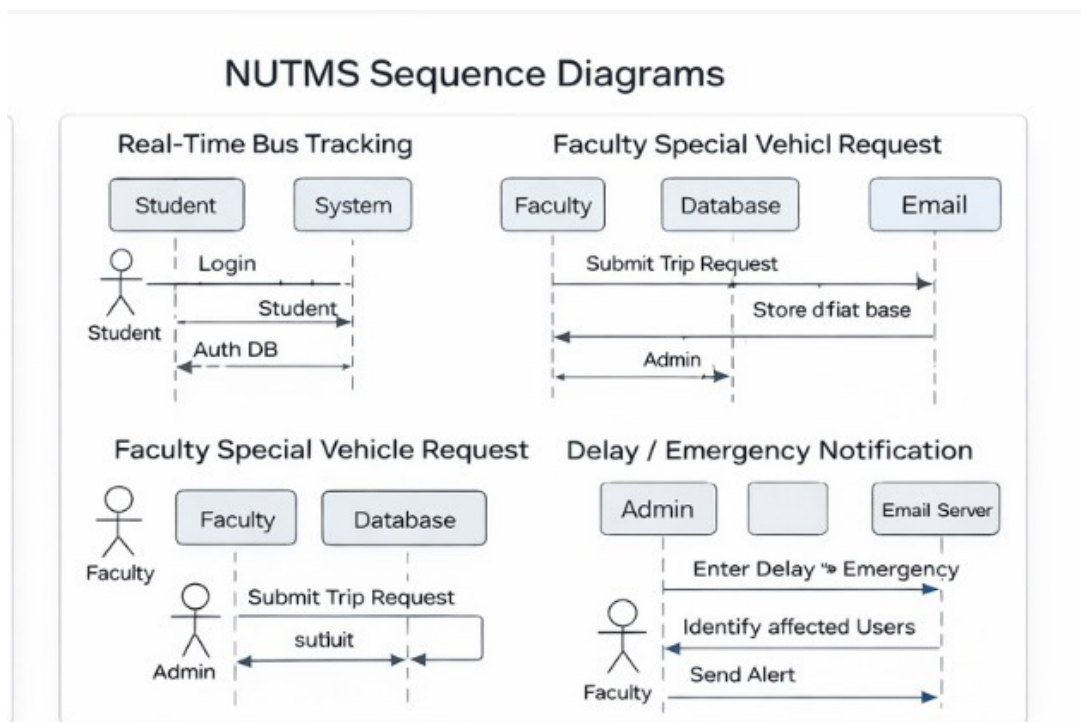 NUTMS Sequence Diagrams
Real-Time Bus Tracking
Student
System
Login
Student
Student
Auth DB
Faculty Special Vehicl Request
Faculty
Database
Email
Submit Trip Request
Store dfiat base
Admin
Faculty Special Vehicle Request
Faculty
Database
Faculty
Submit Trip Request
sutiuit
Admin
Delay / Emergency Notification
Admin
Email Server
Enter Delay Emergency
Identify affected Users
Send Alert
Faculty